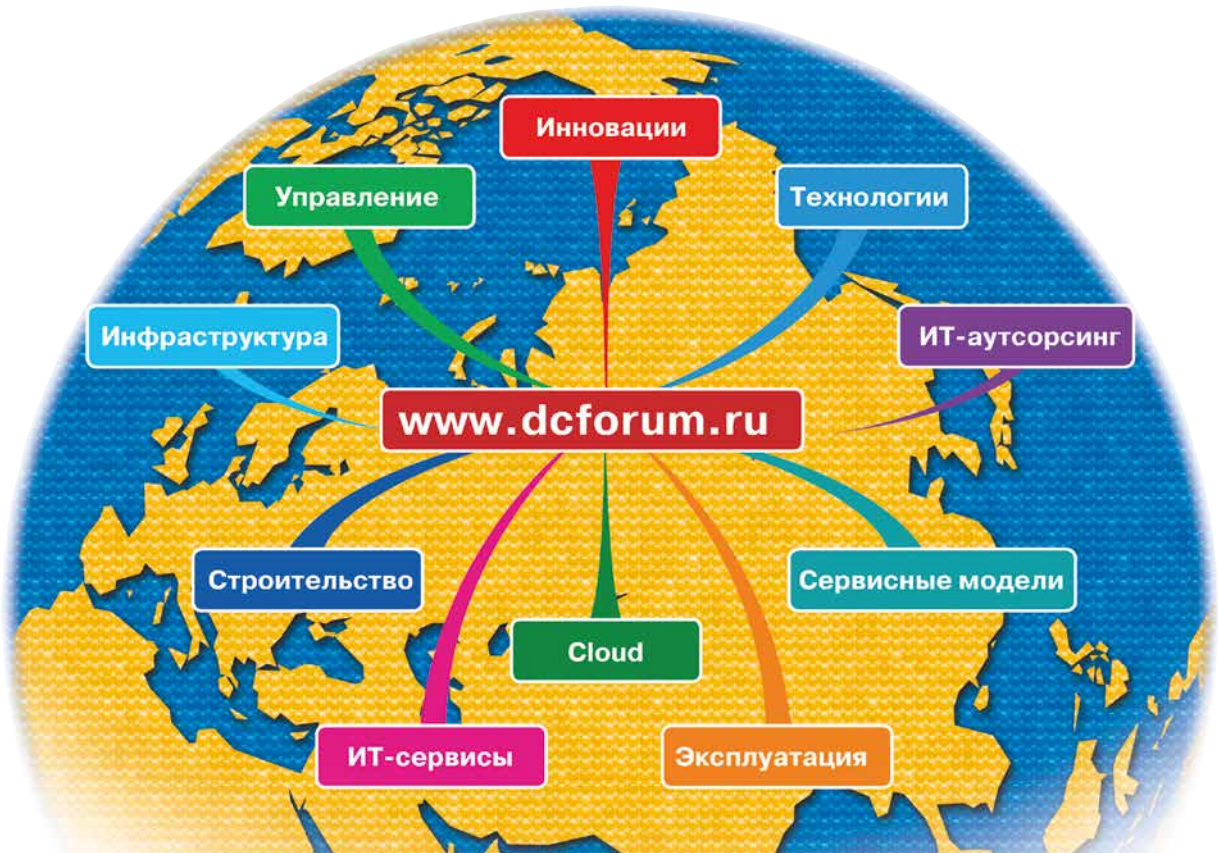 Инновации
Управление
Технологии
Инфраструктура
ИТ-аутсорсинг
www.dcforum.ru
Строительство
Сервисные модели
Cloud
ИТ-сервисы
Эксплуатация